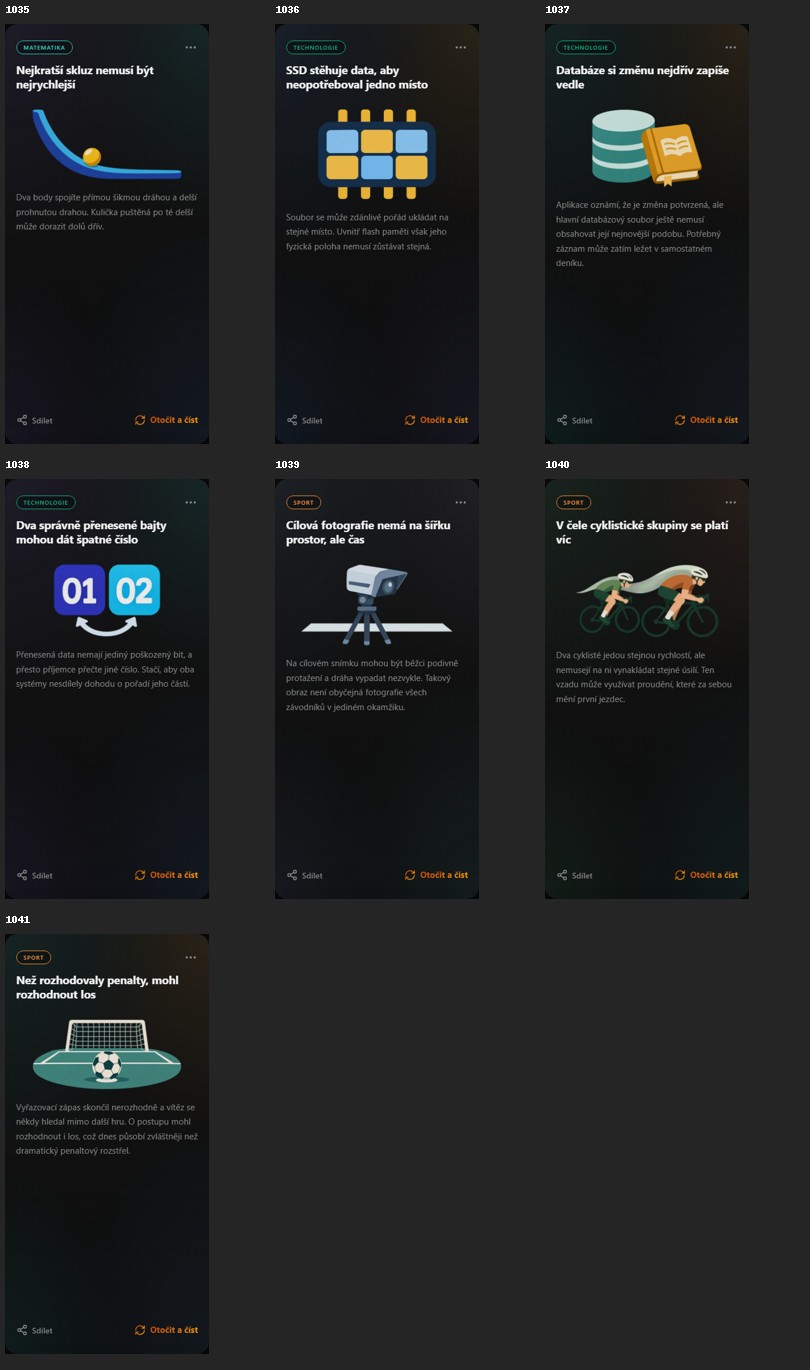 1035
MATEMATIKA
Nejkratší skluz nemusí být
nejrychlejší
Dva body spojíte přímou šikmou dráhou a delší
prohnutou drahou. Kulička puštěná po té delší
může dorazit dolů dřív.
Sdílet
Otočit a číst
1036
TECHNOLOGIE
SSD stěhuje data, aby
neopotřeboval jedno místo
Soubor se může zdánlivě pořád ukládat na
stejné místo. Uvnitř flash paměti však jeho
fyzická poloha nemusí zůstávat stejná.
Sdílet
Otočit a číst
1037
TECHNOLOGIE
Databáze si změnu nejdřív zapíše
vedle
Aplikace oznámí, že je změna potvrzená, ale
hlavní databázový soubor ještě nemusí
obsahovat její nejnovější podobu. Potřebný
záznam může zatím ležet v samostatném
deníku.
Sdílet
Otočit a číst
1038
TECHNOLOGIE
Dva správně přenesené bajty
mohou dát špatné číslo
01 02
Přenesená data nemají jediný poškozený bit, a
přesto příjemce přečte jiné číslo. Stačí, aby oba
systémy nesdílely dohodu o pořadí jeho částí.
Sdílet
Otočit a číst
1039
SPORT
Cílová fotografie nemá na šířku
prostor, ale čas
Na cílovém snímku mohou být běžci podivně
protažení a dráha vypadat nezvykle. Takový
obraz není obyčejná fotografie všech
závodníků v jediném okamžiku.
Sdílet
Otočit a číst
1040
SPORT
V čele cyklistické skupiny se platí
víc
Dva cyklisté jedou stejnou rychlostí, ale
nemusejí na ni vynakládat stejné úsilí. Ten
vzadu může využívat proudění, které za sebou
mění první jezdec.
Sdílet
Otočit a číst
1041
SPORT
Než rozhodovaly penalty, mohl
rozhodnout los
Vyřazovací zápas skončil nerozhodně a vítěz se
někdy hledal mimo další hru. O postupu mohl
rozhodnout i los, což dnes působí zvláštněji než
dramatický penaltový rozstřel.
Sdílet
Otočit a číst